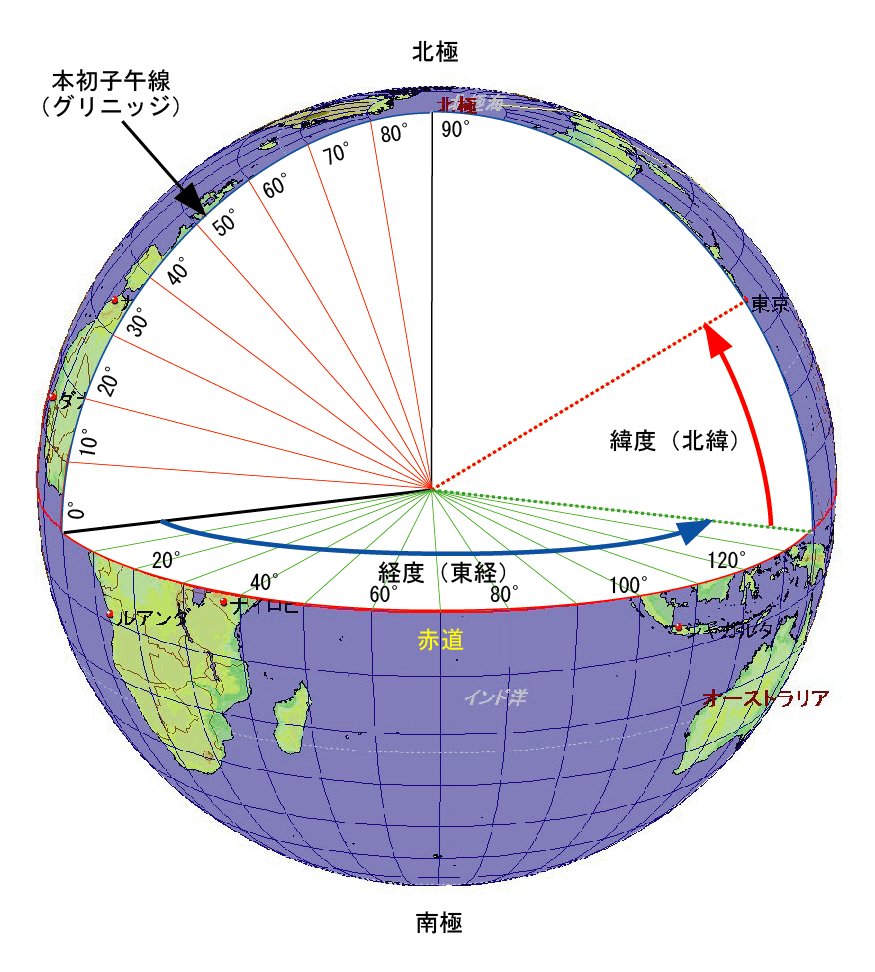 北極
本初子午線
(グリニッジ)
北極
90°
80°
70°
60°
50°
40°
30°
20°
10°
0°
東京
緯度(北緯)
20°
40°
60°
80°
100°
120°
経度(東経)
赤道
ルアンダ
ナイロビ
ジャカルタ
インド洋
オーストラリア
南極